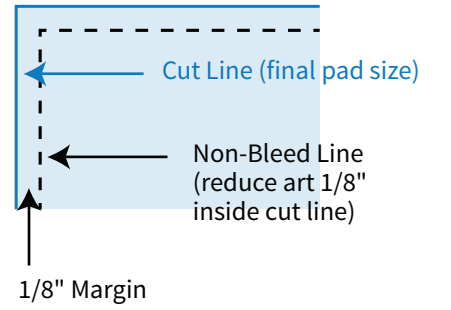 Cut Line (final pad size)
Non-Bleed Line
(reduce art 1/8"
inside cut line)
1/8" Margin